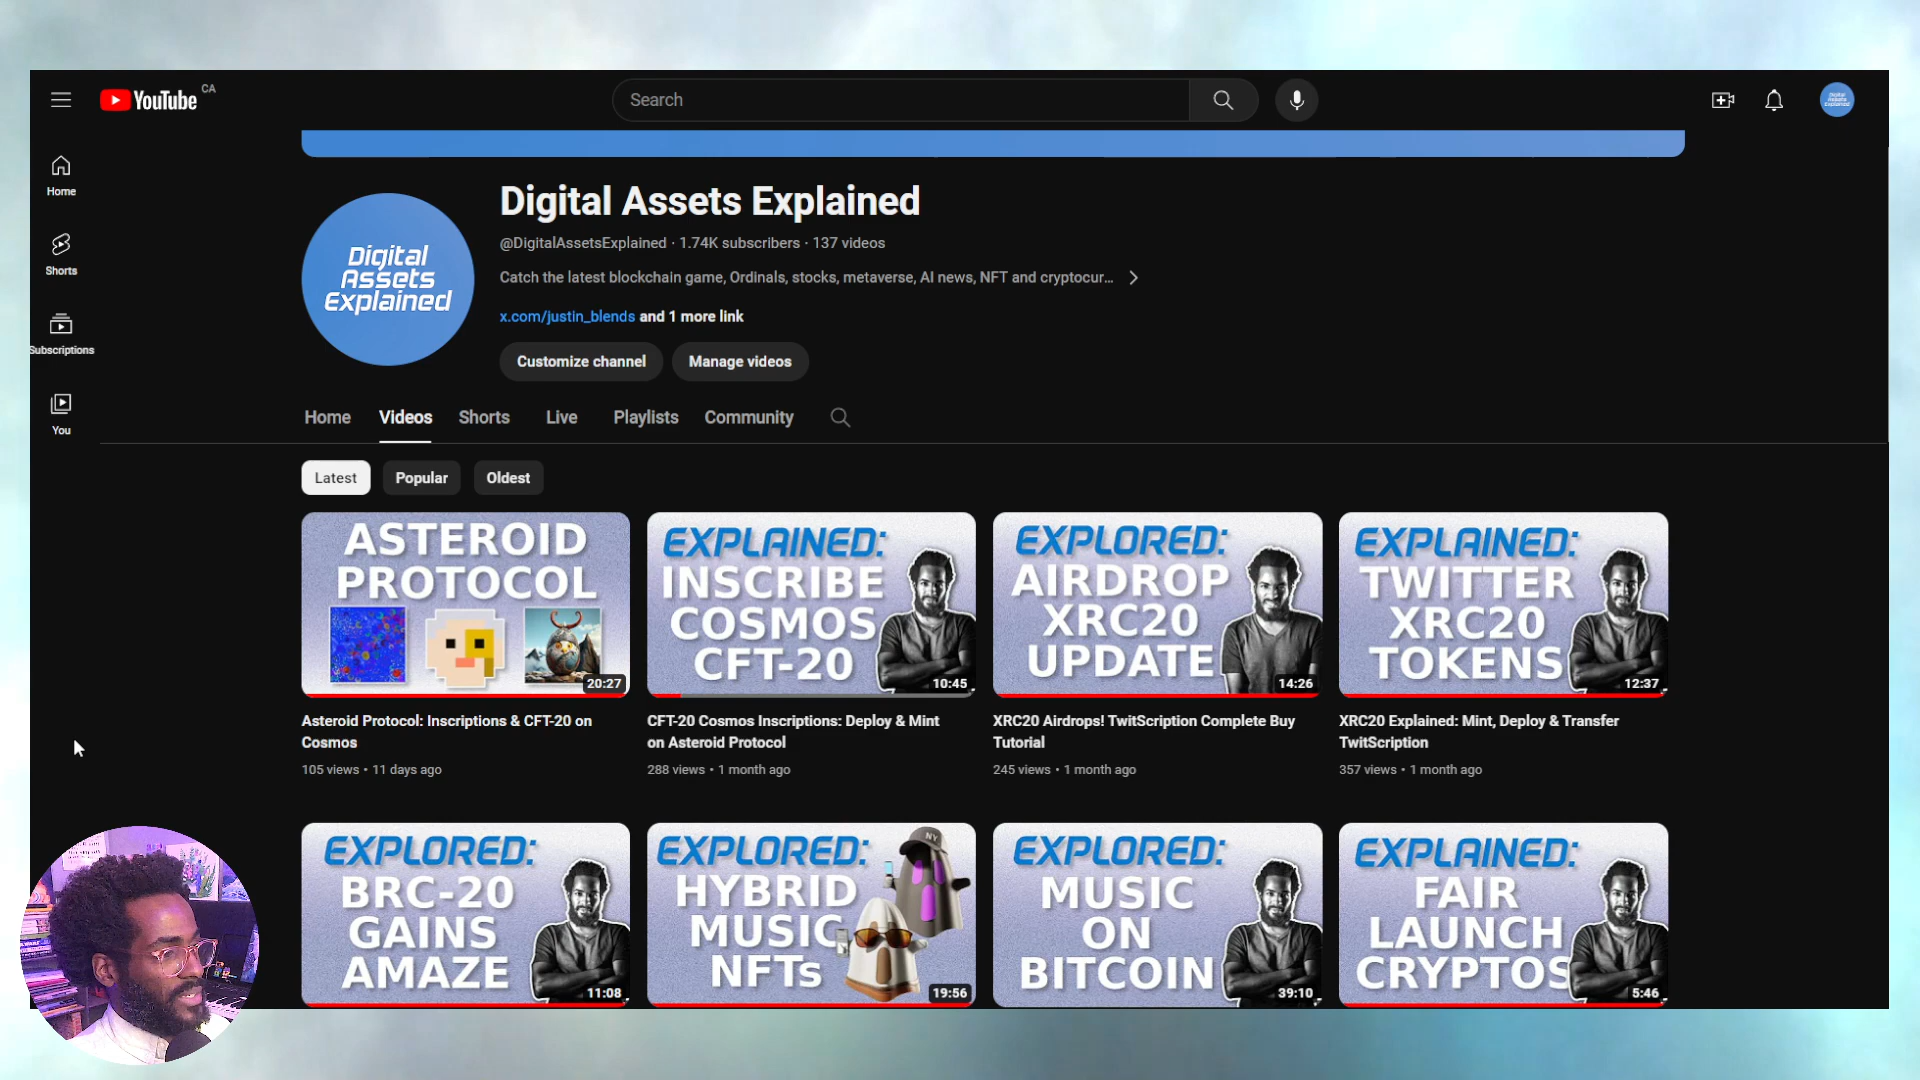 YouTube CA
Search
Home
Shorts
Subscriptions
You
Digital
Assets
Explained
Digital Assets Explained
@DigitalAssetsExplained · 1.74K subscribers · 137 videos
Catch the latest blockchain game, Ordinals, stocks, metaverse, AI news, NFT and cryptocur...
x.com/justin_blends and 1 more link
Customize channel
Manage videos
Home Videos Shorts Live Playlists Community
Latest Popular Oldest
ASTEROID
PROTOCOL
20:27
Asteroid Protocol: Inscriptions & CFT-20 on
Cosmos
105 views • 11 days ago
EXPLAINED:
INSCRIBE
COSMOS
CFT-20
10:45
CFT-20 Cosmos Inscriptions: Deploy & Mint
on Asteroid Protocol
288 views • 1 month ago
EXPLORED:
AIRDROP
XRC20
UPDATE
14:26
XRC20 Airdrops! TwitScription Complete Buy
Tutorial
245 views • 1 month ago
EXPLAINED:
TWITTER
XRC20
TOKENS
12:37
XRC20 Explained: Mint, Deploy & Transfer
TwitScription
357 views • 1 month ago
EXPLORED:
BRC-20
GAINS
AMAZE
11:08
EXPLORED:
HYBRID
MUSIC
NFTs
NY
19:56
EXPLORED:
MUSIC
ON
BITCOIN
39:10
EXPLAINED:
FAIR
LAUNCH
CRYPTOS
5:46